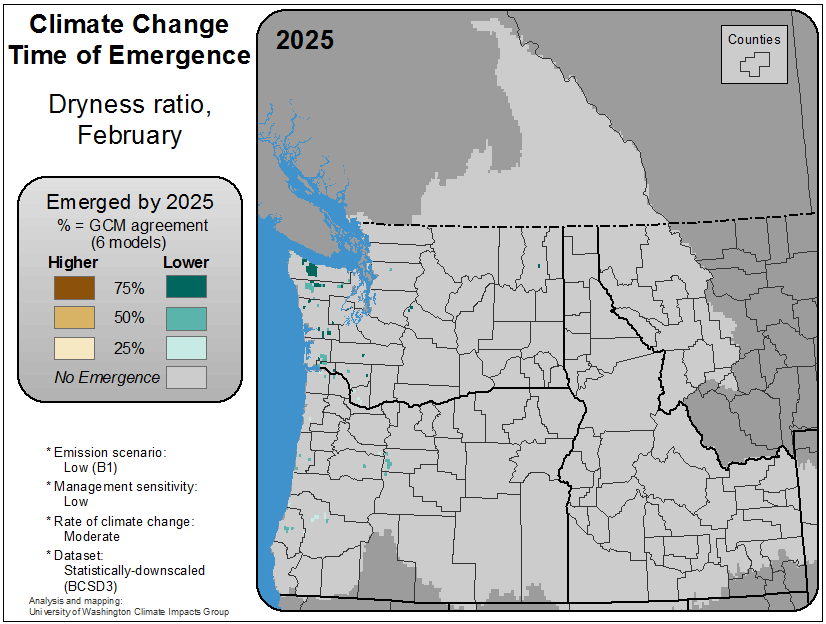 Climate Change
Time of Emergence
Dryness ratio,
February
Emerged by 2025
% = GCM agreement
(6 models)
Higher Lower
75%
50%
25%
No Emergence
* Emission scenario:
Low (B1)
* Management sensitivity:
Low
* Rate of climate change:
Moderate
* Dataset:
Statistically-downscaled
(BCSD3)
Analysis and mapping:
University of Washington Climate Impacts Group
2025
Counties